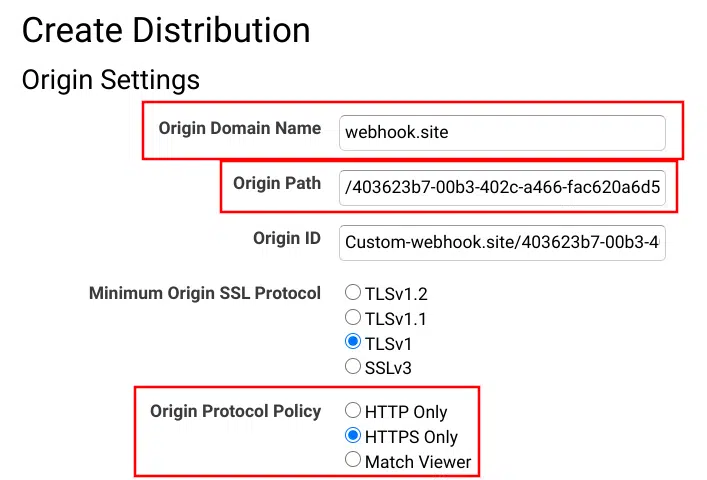 Create Distribution
Origin Settings
Origin Domain Name webhook.site
Origin Path /403623b7-00b3-402c-a466-fac620a6d5
Origin ID Custom-webhook.site/403623b7-00b3-4
Minimum Origin SSL Protocol TLSv1.2
TLSv1.1
TLSv1
SSLv3
Origin Protocol Policy HTTP Only
HTTPS Only
Match Viewer